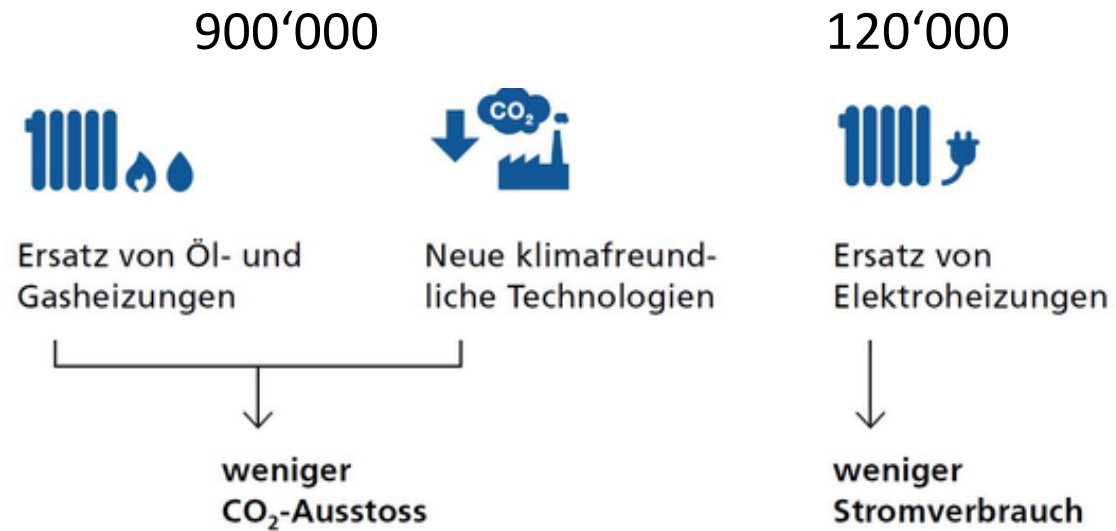 900‘000
120‘000
CO₂
Ersatz von Öl- und
Gasheizungen
Neue klimafreund-
liche Technologien
Ersatz von
Elektroheizungen
weniger
CO₂-Ausstoss
weniger
Stromverbrauch